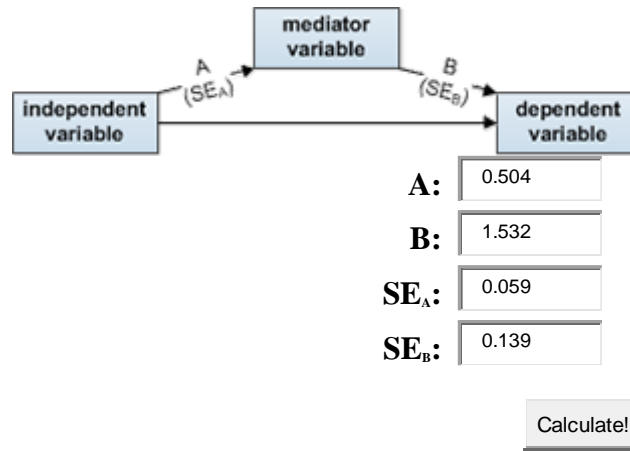 mediator
variable
A
(SEA)
B
(SEB)
independent
variable
dependent
variable
A: 0.504
B: 1.532
SEA: 0.059
SEB: 0.139
Calculate!